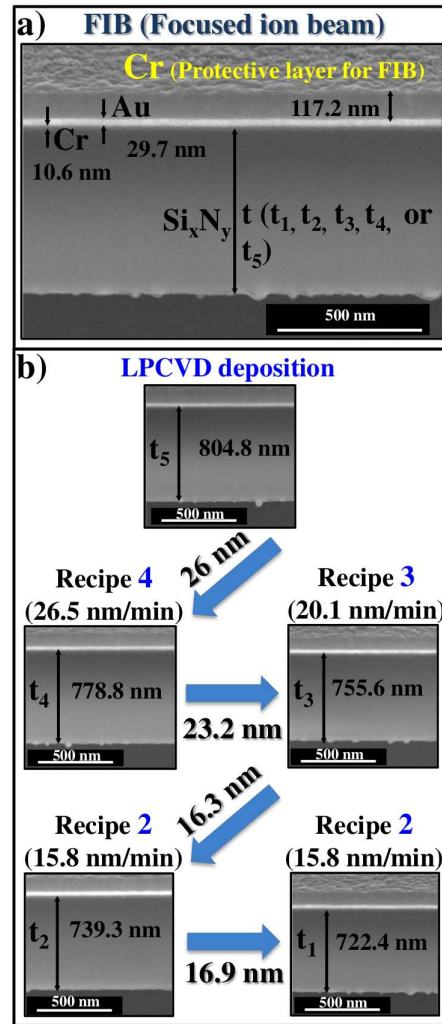 a) FIB (Focused ion beam)
Cr (Protective layer for FIB)
Au
117.2 nm
Cr
29.7 nm
10.6 nm
SixNy t (t1, t2, t3, t4, or
t5)
500 nm
b) LPCVD deposition
t5 804.8 nm
500 nm
26 nm
Recipe 4
(26.5 nm/min)
Recipe 3
(20.1 nm/min)
t4 778.8 nm
500 nm
23.2 nm
t3 755.6 nm
500 nm
16.3 nm
Recipe 2
(15.8 nm/min)
Recipe 2
(15.8 nm/min)
t2 739.3 nm
500 nm
16.9 nm
t1 722.4 nm
500 nm